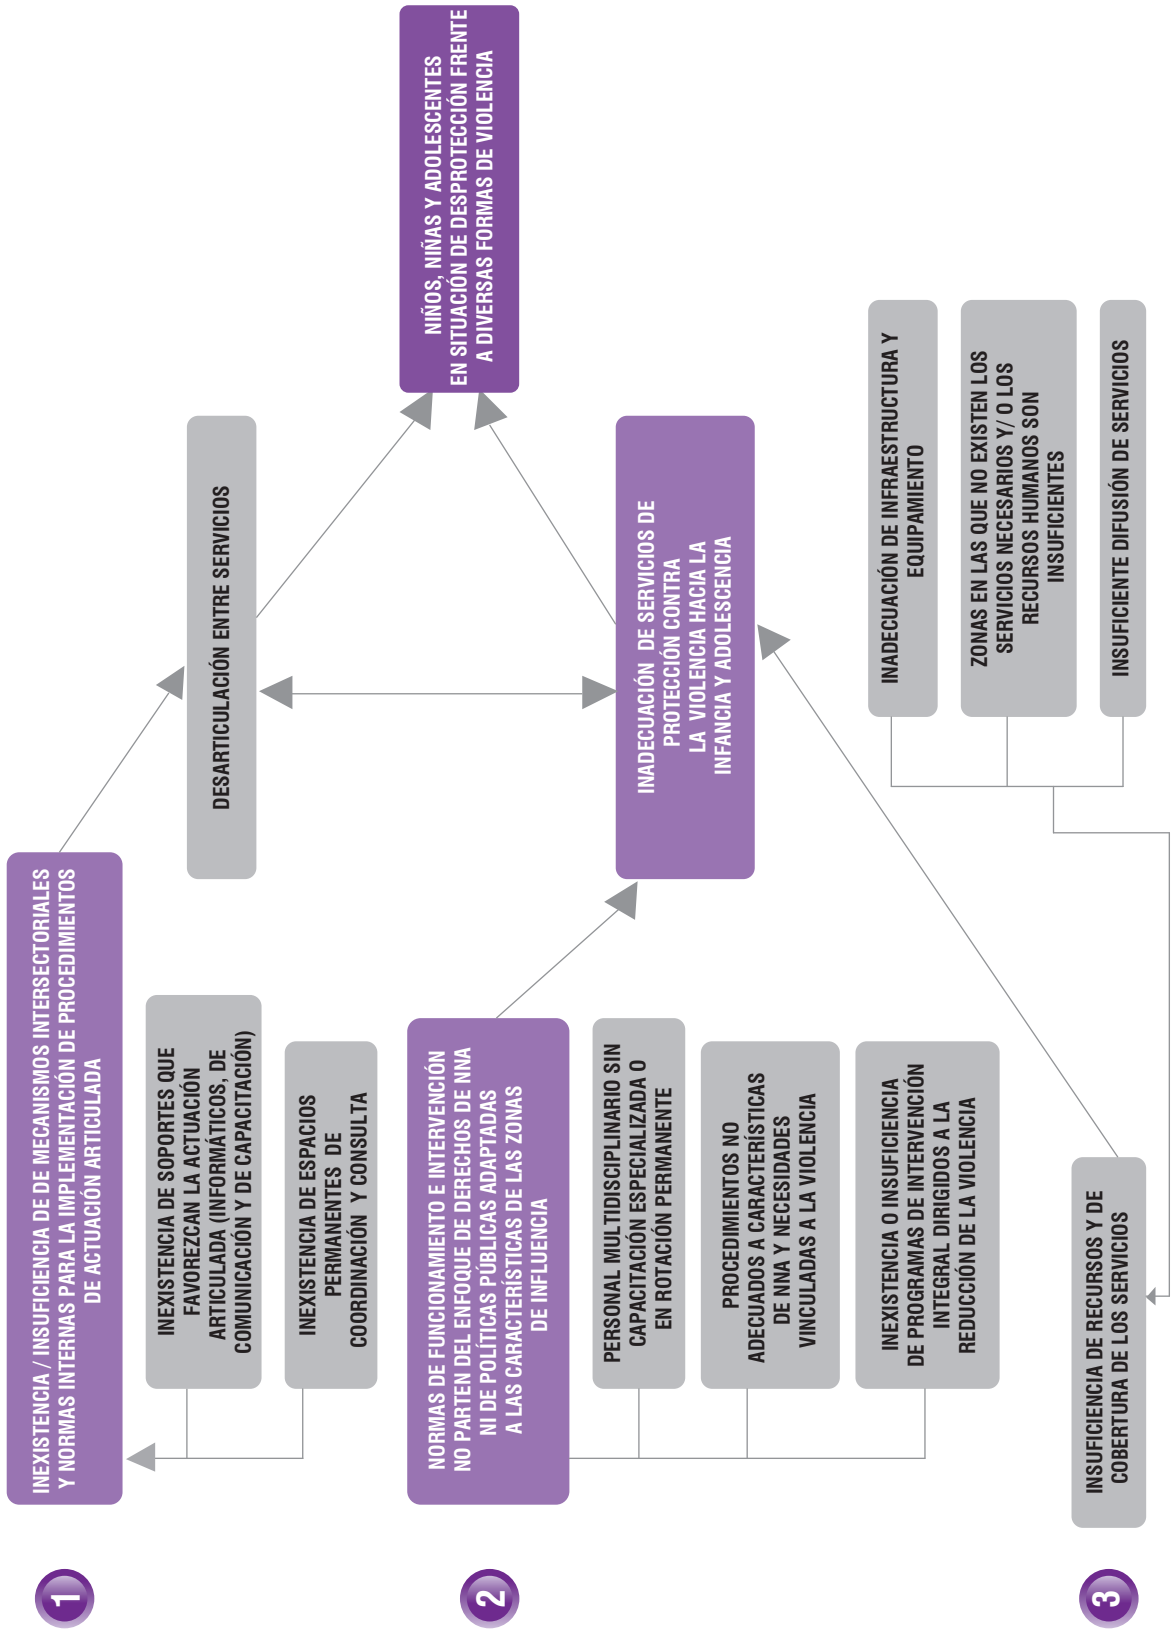 1
INEXISTENCIA / INSUFICIENCIA DE MECANISMOS INTERSECTORIALES
Y NORMAS INTERNAS PARA LA IMPLEMENTACIÓN DE PROCEDIMIENTOS
DE ACTUACIÓN ARTICULADA
INEXISTENCIA DE SOPORTES QUE
FAVOREZCAN LA ACTUACIÓN
ARTICULADA (INFORMÁTICOS, DE
COMUNICACIÓN Y DE CAPACITACIÓN)
INEXISTENCIA DE ESPACIOS
PERMANENTES DE
COORDINACIÓN Y CONSULTA
DESARTICULACIÓN ENTRE SERVICIOS
NIÑOS, NIÑAS Y ADOLESCENTES
EN SITUACIÓN DE DESPROTECCIÓN FRENTE
A DIVERSAS FORMAS DE VIOLENCIA
2
NORMAS DE FUNCIONAMIENTO E INTERVENCIÓN
NO PARTEN DEL ENFOQUE DE DERECHOS DE NNA
NI DE POLÍTICAS PÚBLICAS ADAPTADAS
A LAS CARACTERÍSTICAS DE LAS ZONAS
DE INFLUENCIA
PERSONAL MULTIDISCIPLINARIO SIN
CAPACITACIÓN ESPECIALIZADA O
EN ROTACIÓN PERMANENTE
PROCEDIMIENTOS NO
ADECUADOS A CARACTERÍSTICAS
DE NNA Y NECESIDADES
VINCULADAS A LA VIOLENCIA
INEXISTENCIA O INSUFICIENCIA
DE PROGRAMAS DE INTERVENCIÓN
INTEGRAL DIRIGIDOS A LA
REDUCCIÓN DE LA VIOLENCIA
INADECUACIÓN DE SERVICIOS DE
PROTECCIÓN CONTRA
LA VIOLENCIA HACIA LA
INFANCIA Y ADOLESCENCIA
3
INSUFICIENCIA DE RECURSOS Y DE
COBERTURA DE LOS SERVICIOS
INADECUACIÓN DE INFRAESTRUCTURA Y
EQUIPAMIENTO
ZONAS EN LAS QUE NO EXISTEN LOS
SERVICIOS NECESARIOS Y/ O LOS
RECURSOS HUMANOS SON
INSUFICIENTES
INSUFICIENTE DIFUSIÓN DE SERVICIOS